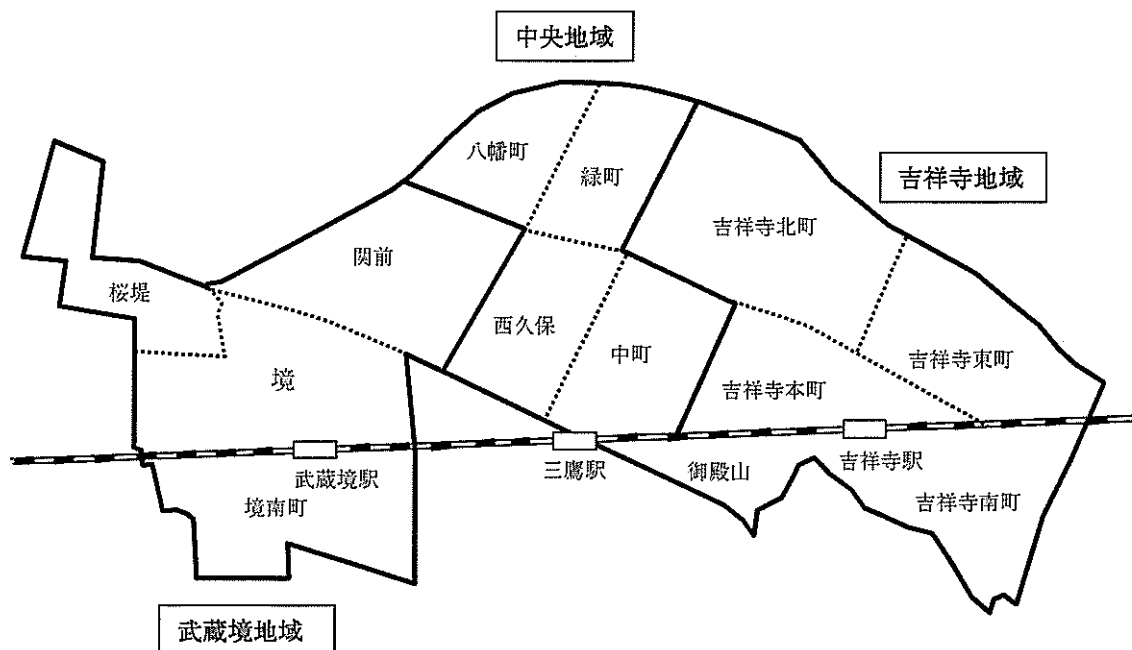 中央地域
八幡町
緑町
吉祥寺地域
吉祥寺北町
関前
桜堤
西久保
中町
吉祥寺東町
境
吉祥寺本町
武蔵境駅
三鷹駅
御殿山
吉祥寺駅
境南町
吉祥寺南町
武蔵境地域